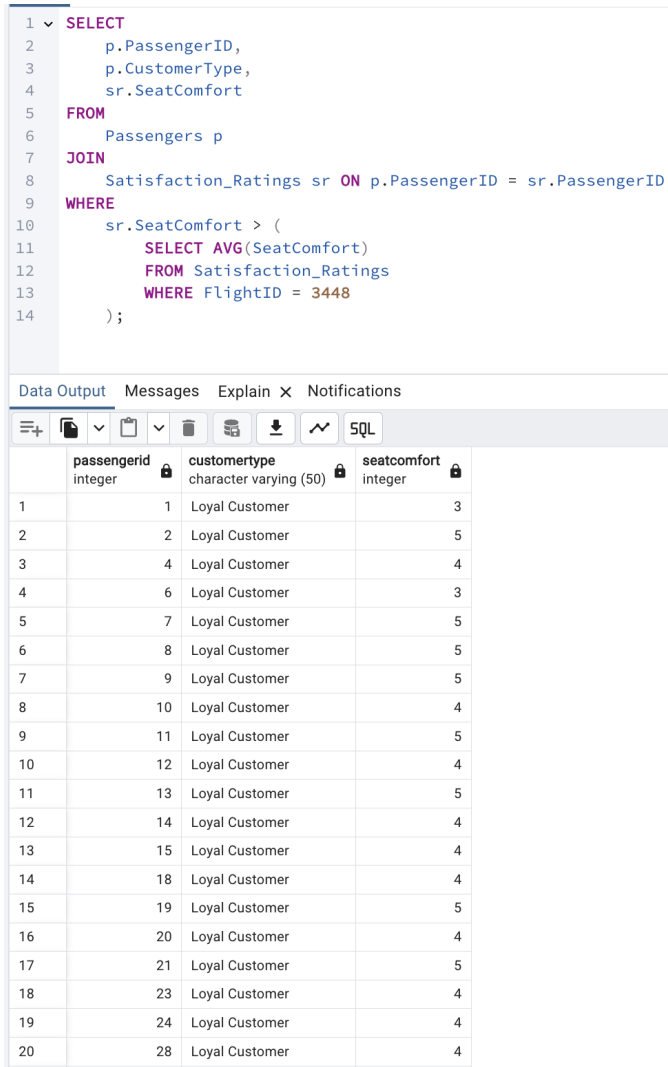 1 SELECT
2 p.PassengerID,
3 p.CustomerType,
4 sr.SeatComfort
5 FROM
6 Passengers p
7 JOIN
8 Satisfaction_Ratings sr ON p.PassengerID = sr.PassengerID
9 WHERE
10 sr.SeatComfort > (
11 SELECT AVG(SeatComfort)
12 FROM Satisfaction_Ratings
13 WHERE FlightID = 3448
14 );
Data Output Messages Explain X Notifications
SQL
passengerid customertype seatcomfort
integer character varying (50) integer
1 1 Loyal Customer 3
2 2 Loyal Customer 5
3 4 Loyal Customer 4
4 6 Loyal Customer 3
5 7 Loyal Customer 5
6 8 Loyal Customer 5
7 9 Loyal Customer 5
8 10 Loyal Customer 4
9 11 Loyal Customer 5
10 12 Loyal Customer 4
11 13 Loyal Customer 5
12 14 Loyal Customer 4
13 15 Loyal Customer 4
14 18 Loyal Customer 4
15 19 Loyal Customer 5
16 20 Loyal Customer 4
17 21 Loyal Customer 5
18 23 Loyal Customer 4
19 24 Loyal Customer 4
20 28 Loyal Customer 4